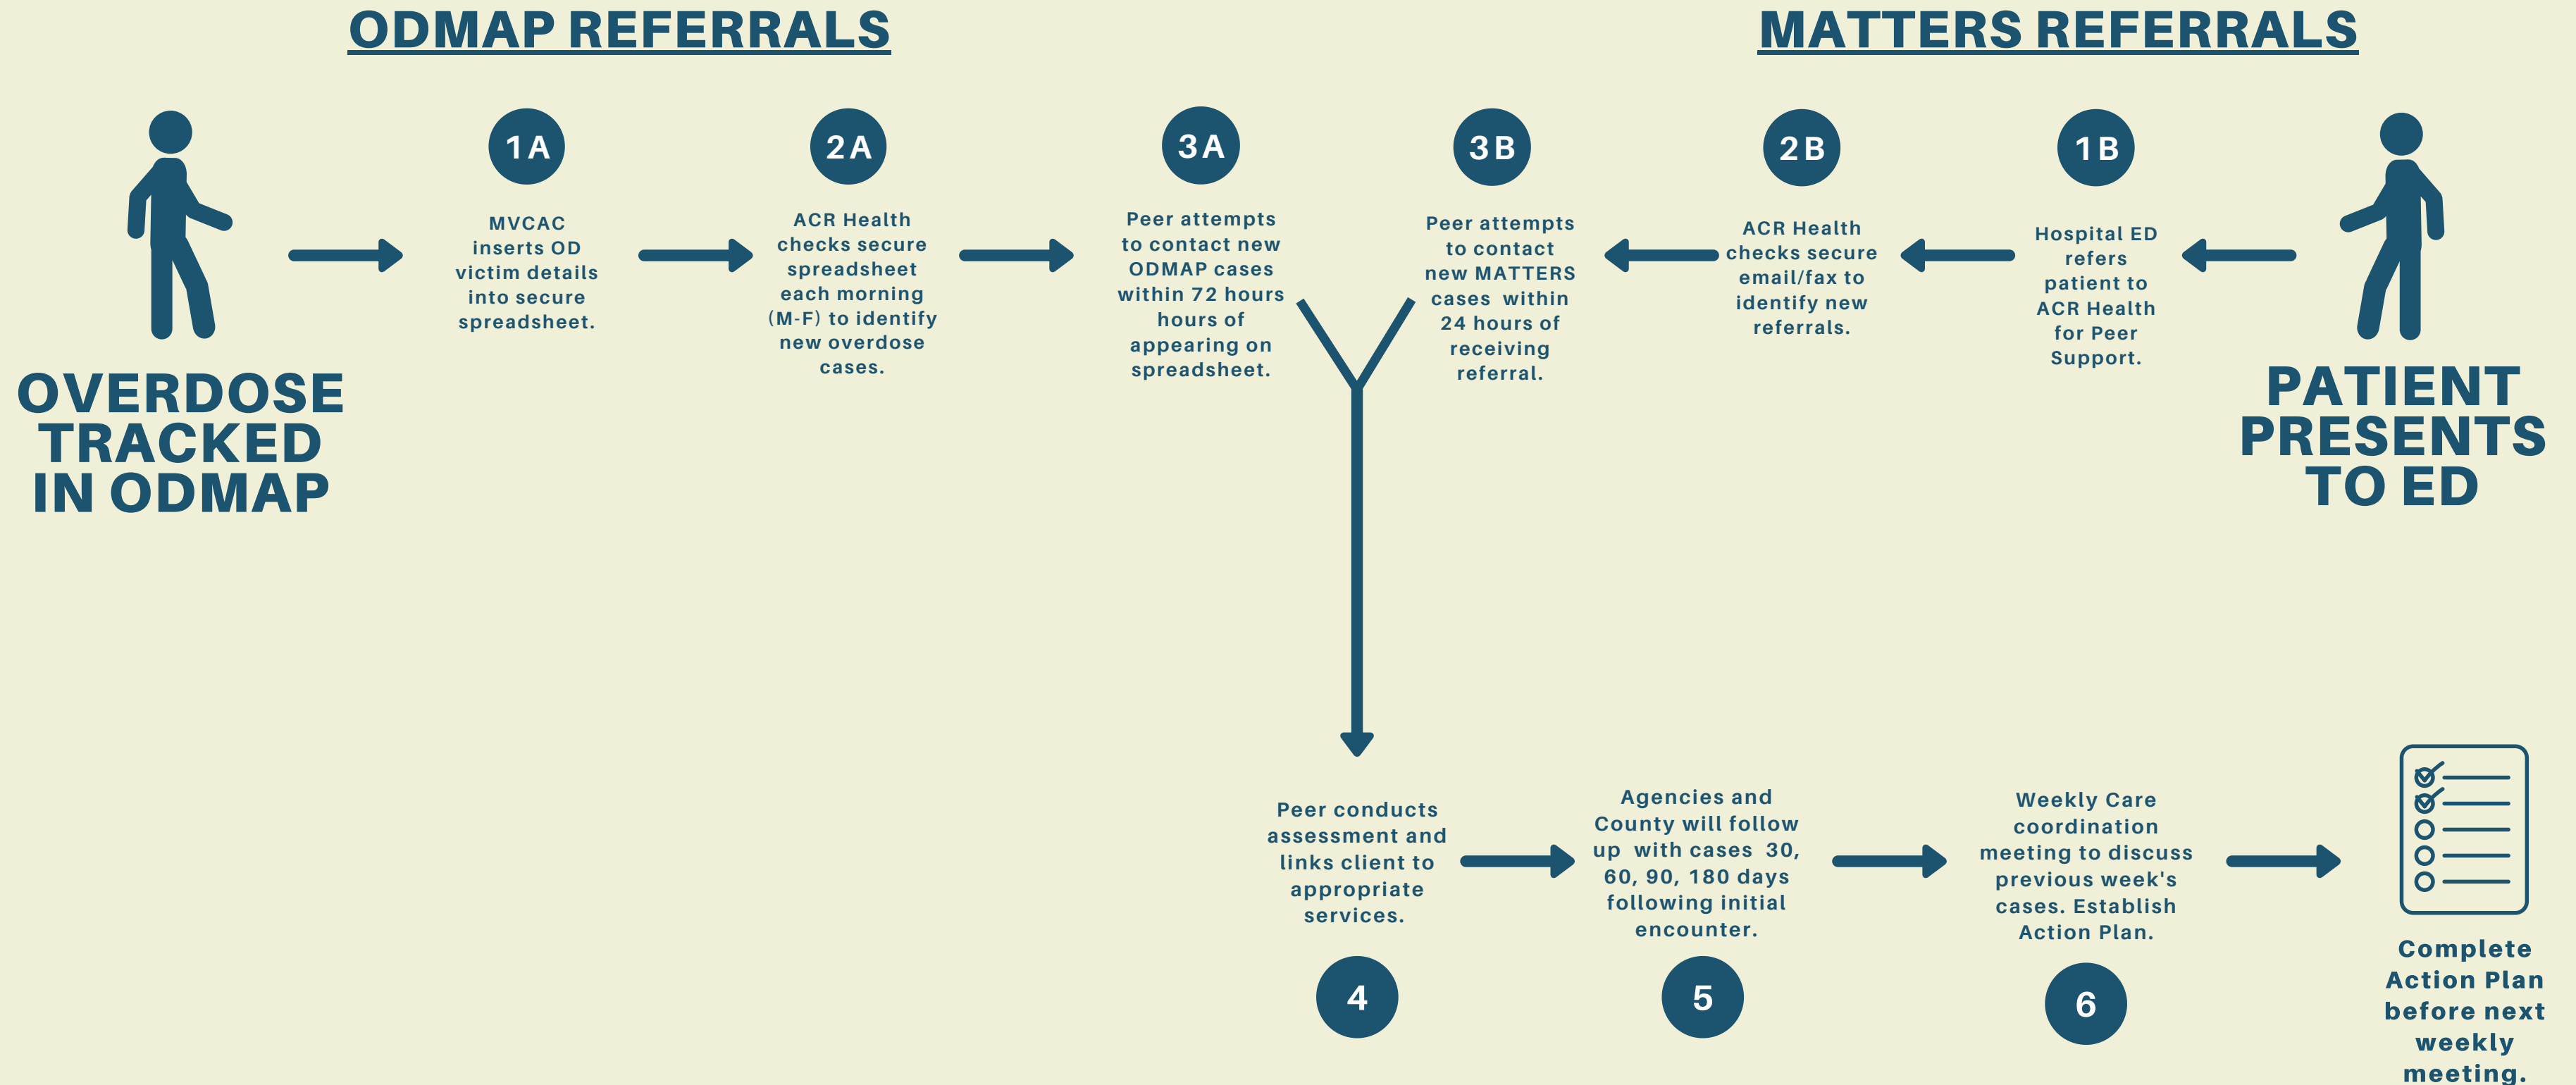 ODMAP REFERRALS
MATTERS REFERRALS
OVERDOSE
TRACKED
IN ODMAP
1A
MVCAC
inserts OD
victim details
into secure
spreadsheet.
2A
ACR Health
checks secure
spreadsheet
each morning
(M-F) to identify
new overdose
cases.
3A
Peer attempts
to contact new
ODMAP cases
within 72 hours
hours of
appearing on
spreadsheet.
3B
Peer attempts
to contact
new MATTERS
cases within
24 hours of
receiving
referral.
2B
ACR Health
checks secure
email/fax to
identify new
referrals.
1B
Hospital ED
refers
patient to
ACR Health
for Peer
Support.
PATIENT
PRESENTS
TO ED
Peer conducts
assessment and
links client to
appropriate
services.
4
Agencies and
County will follow
up with cases 30,
60, 90, 180 days
following initial
encounter.
5
Weekly Care
coordination
meeting to discuss
previous week's
cases. Establish
Action Plan.
6
Complete
Action Plan
before next
weekly
meeting.